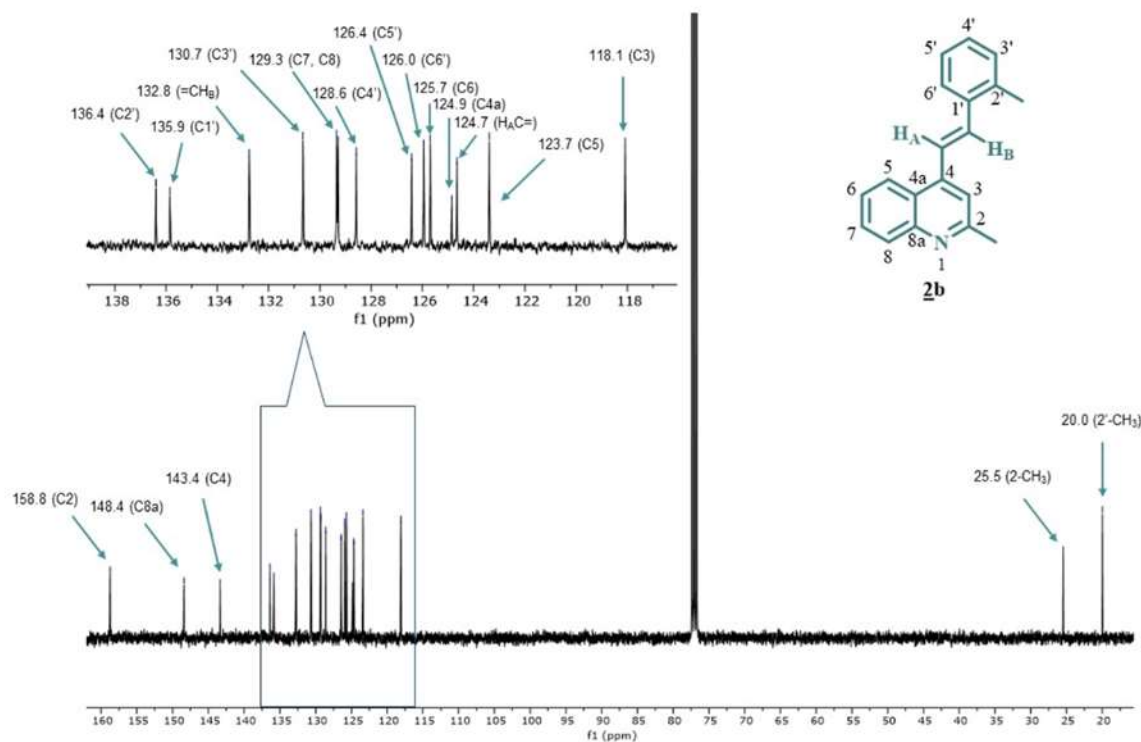 126.4 (C5')
130.7 (C3')
129.3 (C7, C8)
126.0 (C6')
125.7 (C6)
118.1 (C3)
132.8 (=CHB)
128.6 (C4')
124.9 (C4a)
124.7 (HAC=)
136.4 (C2')
135.9 (C1')
123.7 (C5)
138 136 134 132 130 128 126 124 122 120 118
f1 (ppm)
4'
5'
3'
6'
2'
1'
HA
HB
5
4
4a
3
6
2
7
8a
N
8
1
2b
20.0 (2'-CH3)
25.5 (2-CH3)
143.4 (C4)
158.8 (C2)
148.4 (C8a)
160 155 150 145 140 135 130 125 120 115 110 105 100 95 90 85 80 75 70 65 60 55 50 45 40 35 30 25 20
f1 (ppm)